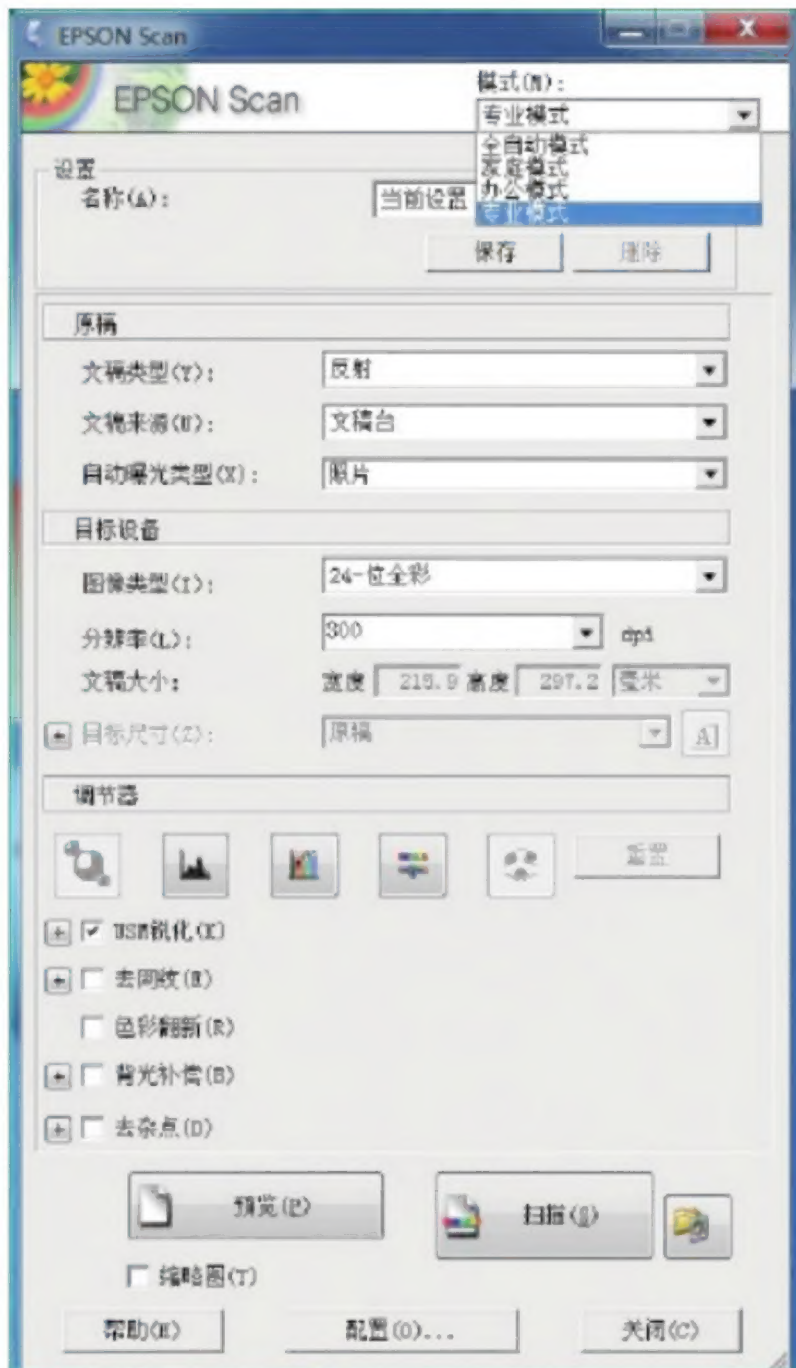 EPSON Scan
EPSON Scan
模式(N):
专业模式
全自动模式
家庭模式
办公模式
专业模式
设置
名称(A):
当前设置
保存
删除
原稿
文稿类型(Y):
反射
文稿来源(U):
文稿台
自动曝光类型(X):
照片
目标设备
图像类型(I):
24-位全彩
分辨率(L):
300
dpi
文稿大小:
宽度 215.9 高度 297.2 毫米
目标尺寸(Z):
原稿
调节器
重置
USM锐化(K)
去网纹(E)
色彩翻新(R)
背光补偿(B)
去杂点(D)
预览(P)
扫描(S)
缩略图(T)
帮助(H)
配置(O)...
关闭(C)